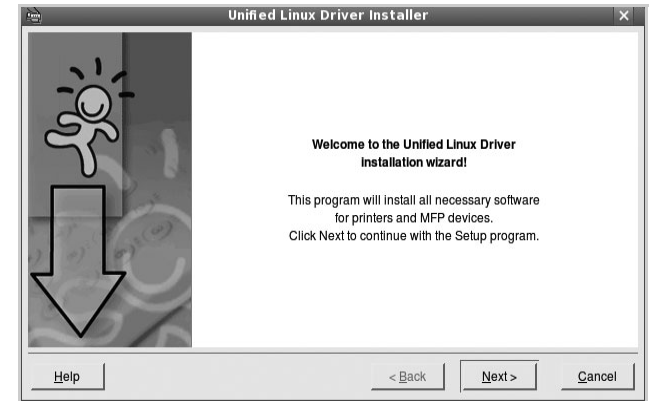 Unified Linux Driver Installer
Welcome to the Unified Linux Driver
installation wizard!
This program will install all necessary software
for printers and MFP devices.
Click Next to continue with the Setup program.
Help
< Back
Next >
Cancel